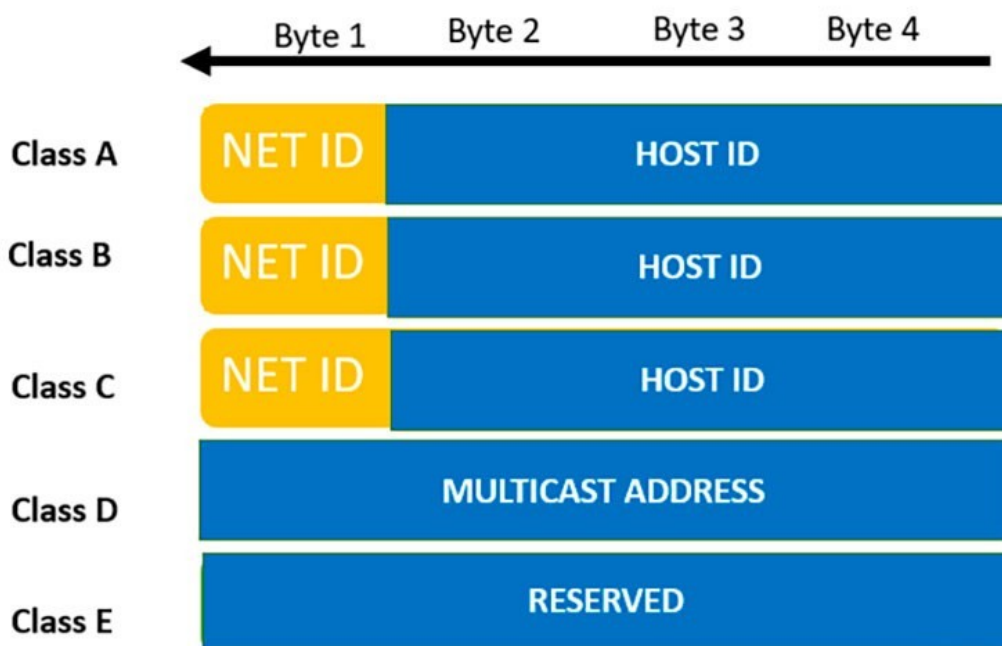 Byte 1 Byte 2 Byte 3 Byte 4
Class A NET ID HOST ID
Class B NET ID HOST ID
Class C NET ID HOST ID
Class D MULTICAST ADDRESS
Class E RESERVED